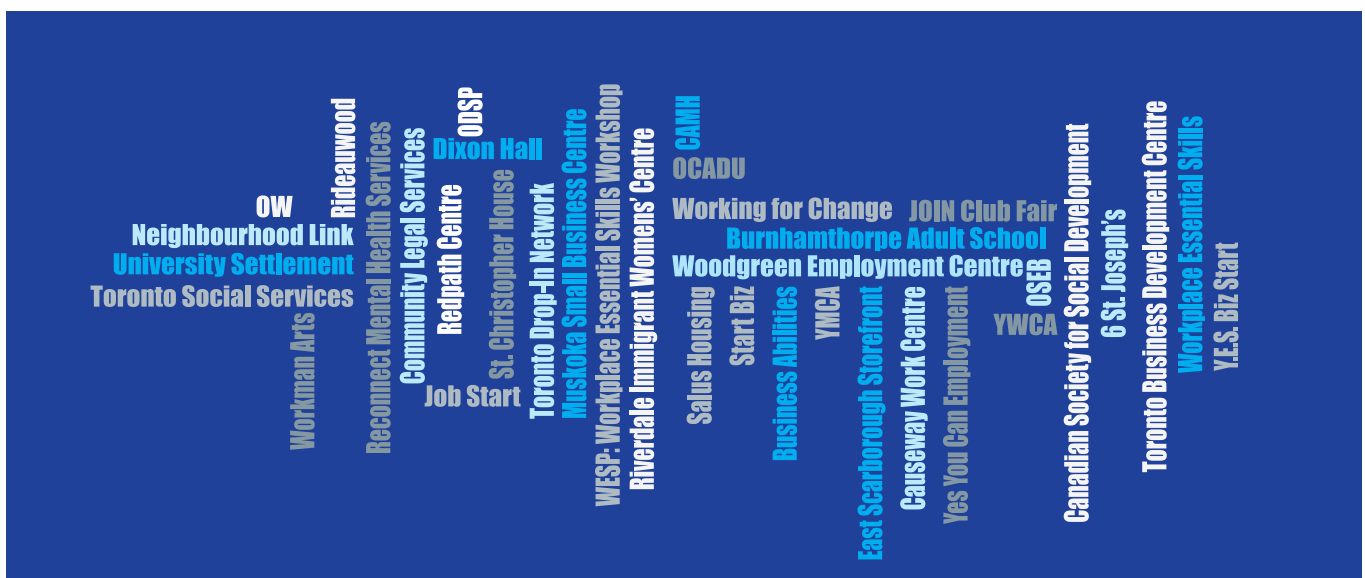 OW
Neighbourhood Link
University Settlement
Toronto Social Services
Workman Arts
Rideauwood
Reconnect Mental Health Services
Community Legal Services
ODSP
Dixon Hall
Redpath Centre
St. Christopher House
Job Start
Toronto Drop-In Network
Muskoka Small Business Centre
WESP: Workplace Essential Skills Workshop
Riverdale Immigrant Womens' Centre
CAMH
OCADU
Working for Change
JOIN Club Fair
Burnhamthorpe Adult School
Woodgreen Employment Centre
Salus Housing
Start Biz
Business Abilities
YMCA
East Scarborough Storefront
Causeway Work Centre
Yes You Can Employment
OSEB
YWCA
Canadian Society for Social Development
6 St. Joseph's
Toronto Business Development Centre
Workplace Essential Skills
Y.E.S. Biz Start